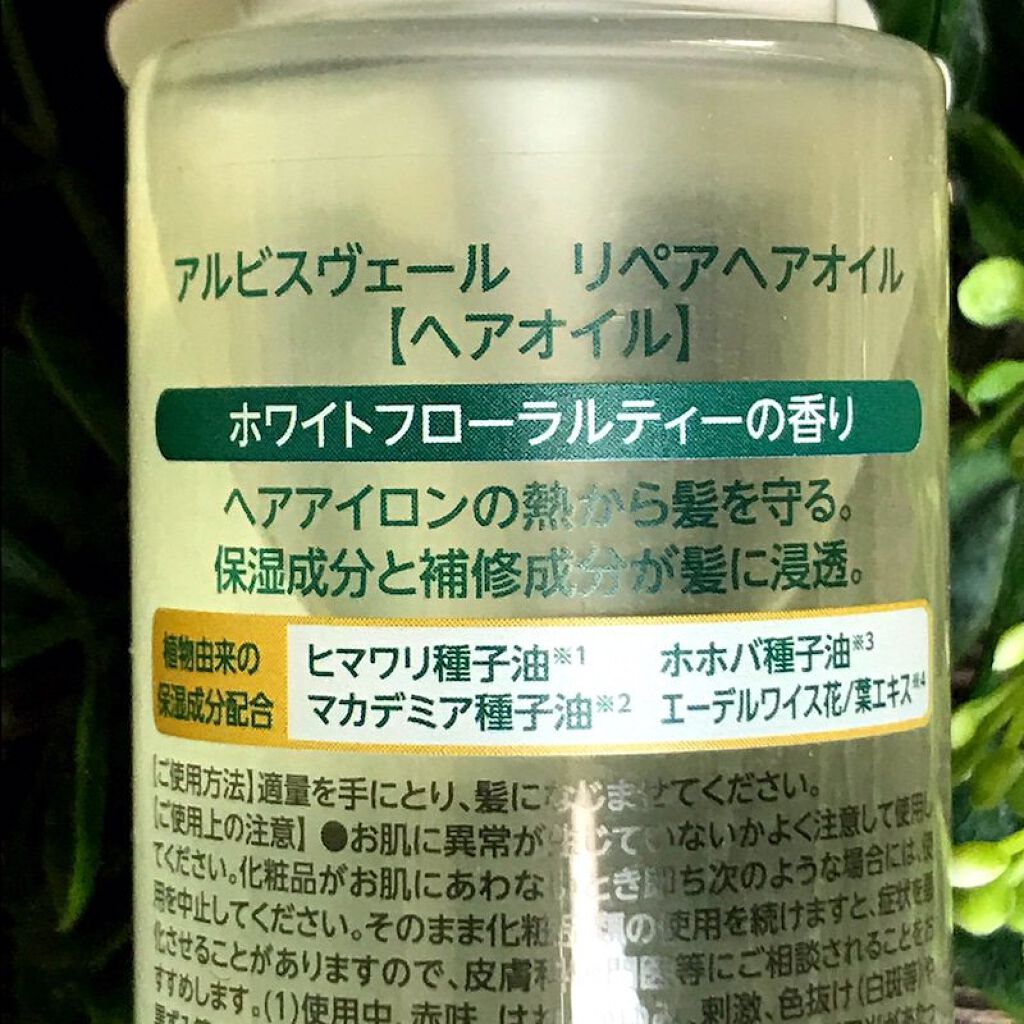 アルビスヴェール　リペアヘアオイル
【ヘアオイル】
ホワイトフローラルティーの香り
ヘアアイロンの熱から髪を守る。
保湿成分と補修成分が髪に浸透。
植物由来の
保湿成分配合
ヒマワリ種子油※1　ホホバ種子油※3
マカデミア種子油※2　エーデルワイス花/葉エキス※4
【ご使用方法】適量を手にとり、髪になじませてください。
【ご使用上の注意】●お肌に異常が生じていないかよく注意して使用し
てください。化粧品がお肌にあわないとき即ち次のような場合には、使
用を中止してください。そのまま化粧品類の使用を続けますと、症状を悪
化させることがありますので、皮膚科専門医等にご相談されることをお
すすめします。(1)使用中、赤味、はれ、刺激、色抜け(白斑等)や